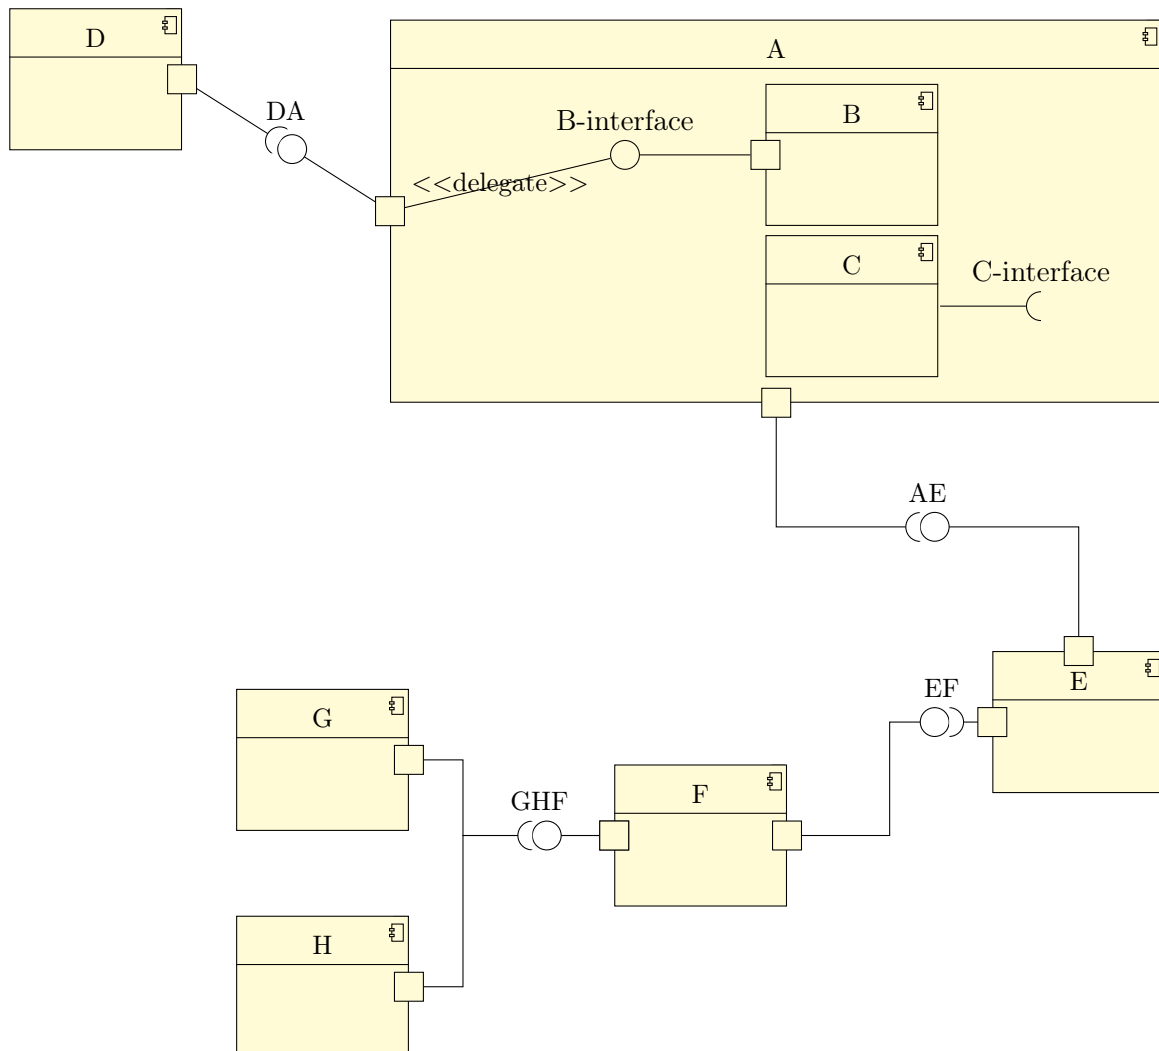 D
A
DA
B-interface
B
<<delegate>>
C
C-interface
AE
E
EF
G
F
GHF
H